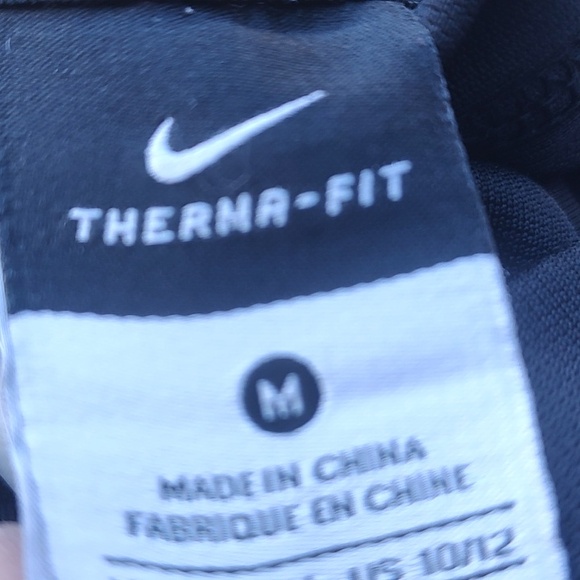 THERMA-FIT
M
MADE IN CHINA
FABRIQUE EN CHINE
US 10/12